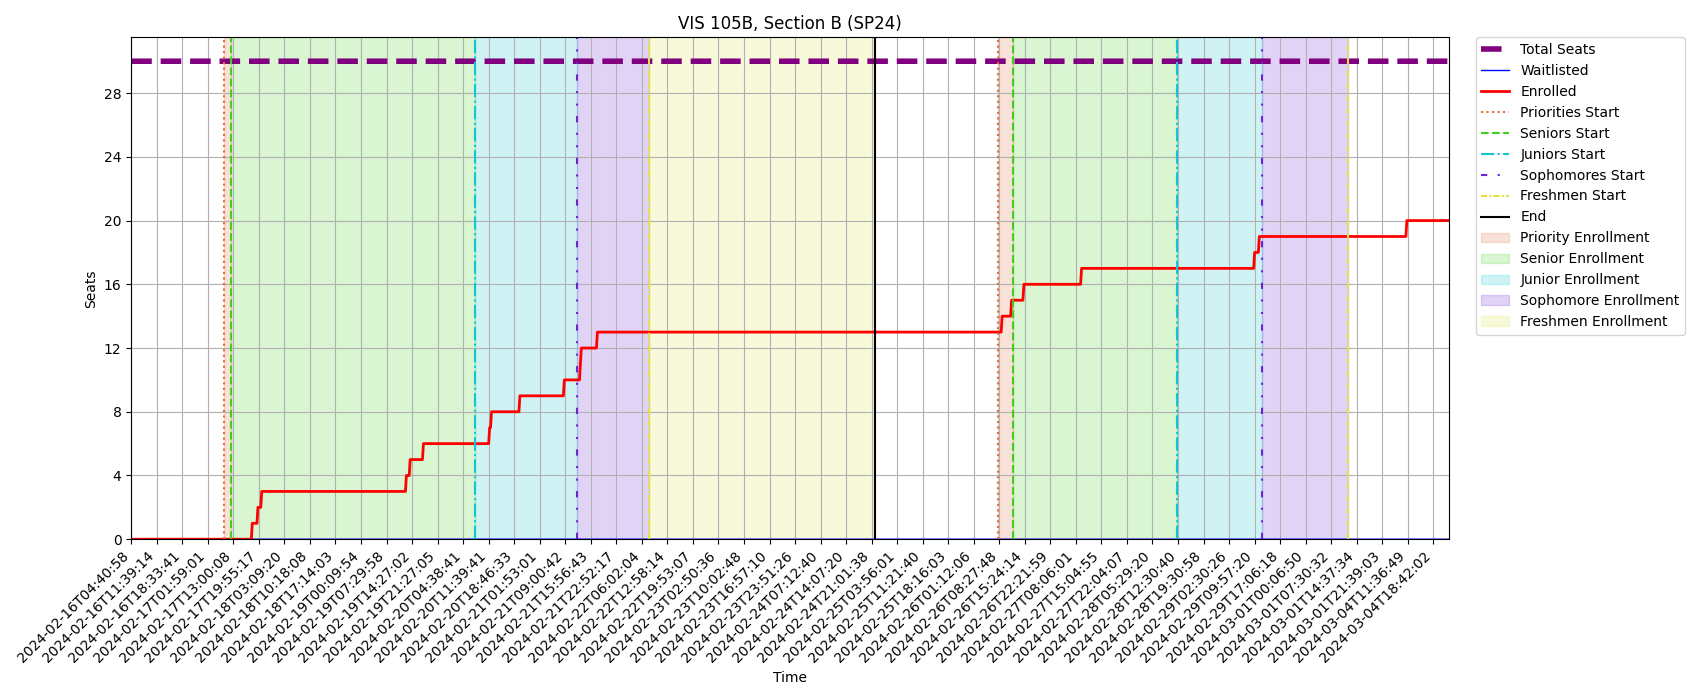 VIS 105B, Section B (SP24)
Total Seats
Waitlisted
Enrolled
Priorities Start
Seniors Start
Juniors Start
Sophomores Start
Freshmen Start
End
Priority Enrollment
Senior Enrollment
Junior Enrollment
Sophomore Enrollment
Freshmen Enrollment
Seats
28
24
20
16
12
8
4
0
2024-02-16T04:40:58
2024-02-16T11:39:14
2024-02-16T18:33:41
2024-02-17T01:59:01
2024-02-17T13:00:08
2024-02-17T19:55:17
2024-02-18T03:09:20
2024-02-18T10:18:08
2024-02-18T17:14:03
2024-02-19T00:09:54
2024-02-19T07:29:58
2024-02-19T14:27:02
2024-02-19T21:27:05
2024-02-20T04:38:41
2024-02-20T11:39:41
2024-02-20T18:46:33
2024-02-21T01:53:01
2024-02-21T09:00:42
2024-02-21T15:56:43
2024-02-21T22:52:17
2024-02-22T06:02:04
2024-02-22T12:58:14
2024-02-22T19:53:07
2024-02-23T02:50:36
2024-02-23T10:02:48
2024-02-23T16:57:10
2024-02-23T23:51:26
2024-02-24T07:12:40
2024-02-24T14:07:20
2024-02-24T21:01:38
2024-02-25T03:56:01
2024-02-25T11:21:40
2024-02-25T18:16:03
2024-02-26T01:12:06
2024-02-26T08:27:48
2024-02-26T15:24:14
2024-02-26T22:21:59
2024-02-27T08:06:01
2024-02-27T15:04:55
2024-02-27T22:04:07
2024-02-28T05:29:20
2024-02-28T12:30:40
2024-02-28T19:30:58
2024-02-29T02:30:26
2024-02-29T09:57:20
2024-02-29T17:06:18
2024-03-01T00:06:50
2024-03-01T07:30:32
2024-03-01T14:37:34
2024-03-01T21:39:03
2024-03-04T11:36:49
2024-03-04T18:42:02
Time